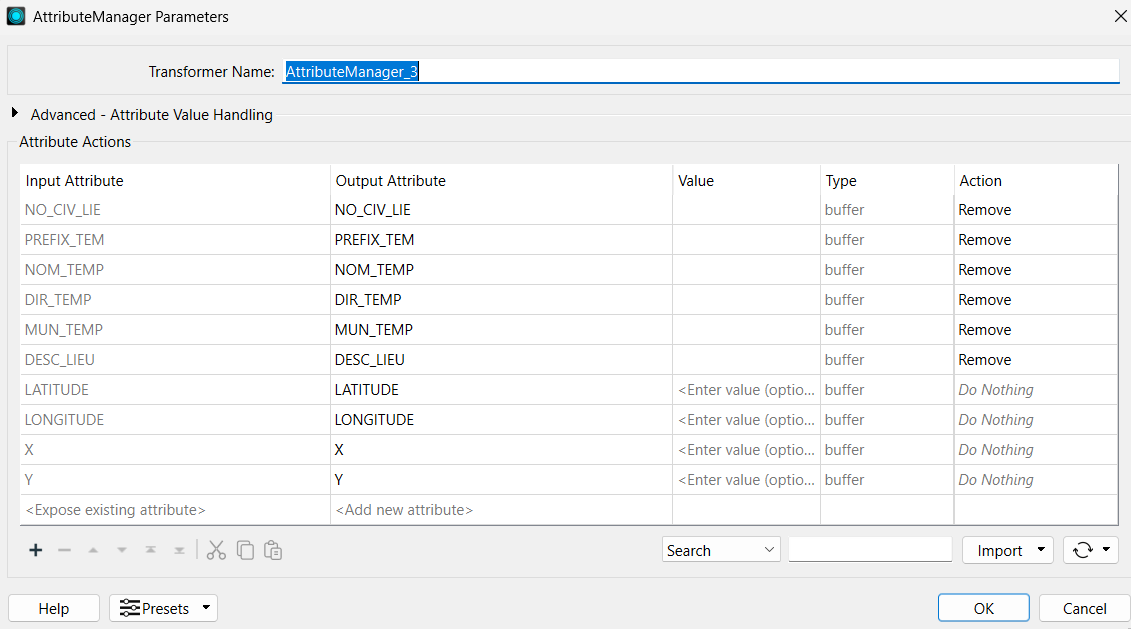 AttributeManager Parameters
Transformer Name: AttributeManager_3
Advanced - Attribute Value Handling
Attribute Actions
Input Attribute Output Attribute Value Type Action
NO_CIV_LIE NO_CIV_LIE buffer Remove
PREFIX_TEM PREFIX_TEM buffer Remove
NOM_TEMP NOM_TEMP buffer Remove
DIR_TEMP DIR_TEMP buffer Remove
MUN_TEMP MUN_TEMP buffer Remove
DESC_LIEU DESC_LIEU buffer Remove
LATITUDE LATITUDE <Enter value (optio... buffer Do Nothing
LONGITUDE LONGITUDE <Enter value (optio... buffer Do Nothing
X X <Enter value (optio... buffer Do Nothing
Y Y <Enter value (optio... buffer Do Nothing
<Expose existing attribute> <Add new attribute>
Search Import
Help Presets OK Cancel